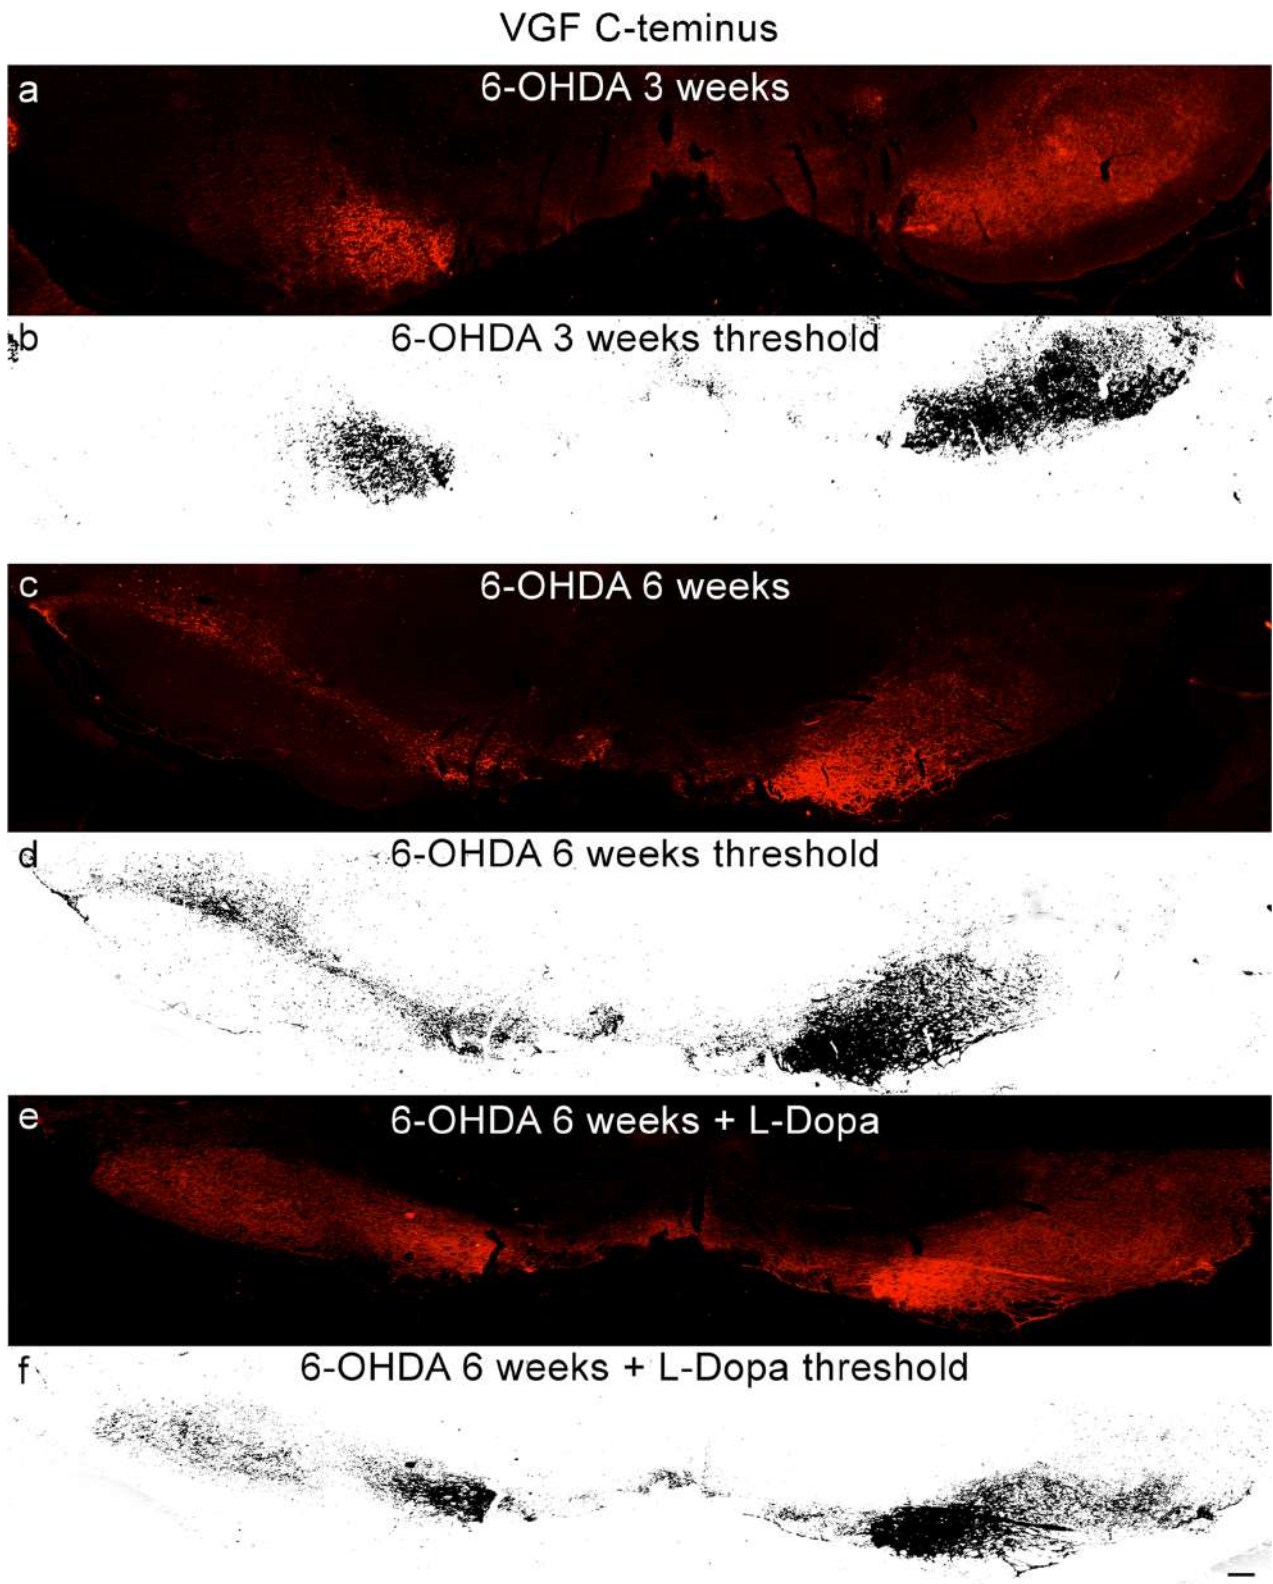 VGF C-teminus
a
6-OHDA 3 weeks
b
6-OHDA 3 weeks threshold
c
6-OHDA 6 weeks
d
6-OHDA 6 weeks threshold
e
6-OHDA 6 weeks + L-Dopa
f
6-OHDA 6 weeks + L-Dopa threshold